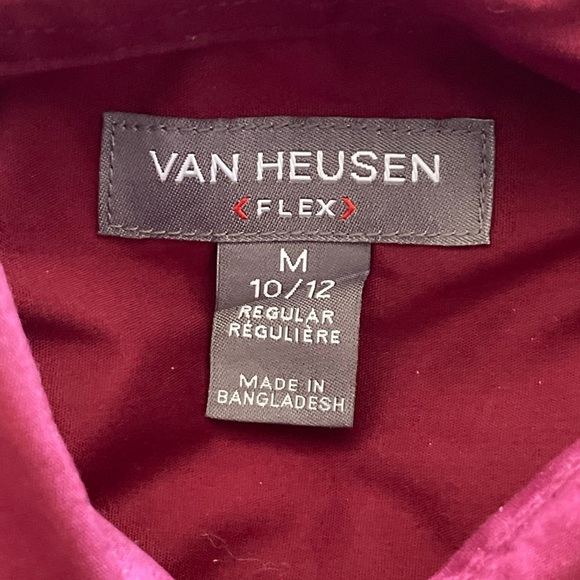 VAN HEUSEN
‹FLEX›
M
10/12
REGULAR
RÉGULIÈRE
MADE IN
BANGLADESH